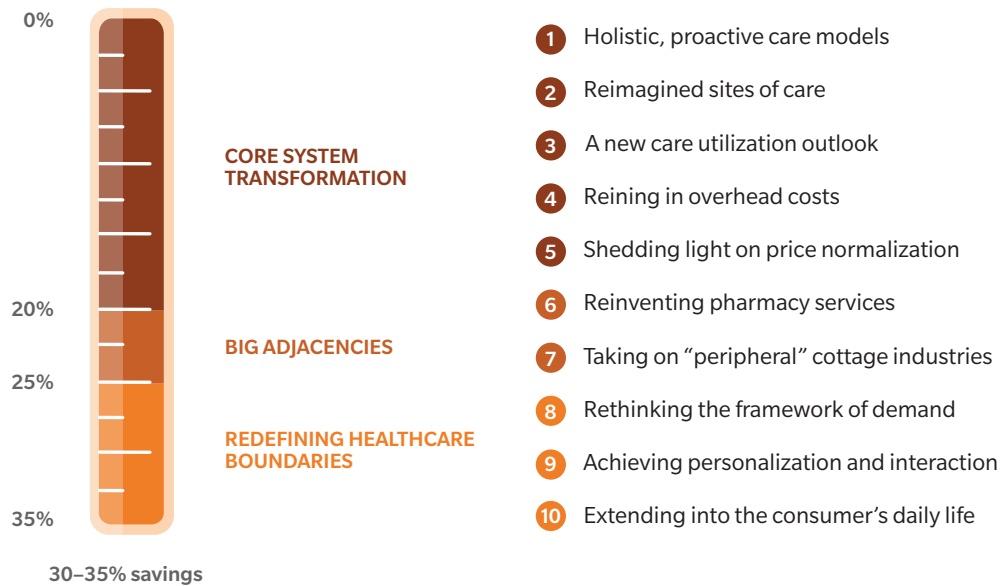 0%
20%
25%
35%
30–35% savings
CORE SYSTEM
TRANSFORMATION
BIG ADJACENCIES
REDEFINING HEALTHCARE
BOUNDARIES
1 Holistic, proactive care models
2 Reimagined sites of care
3 A new care utilization outlook
4 Reining in overhead costs
5 Shedding light on price normalization
6 Reinventing pharmacy services
7 Taking on “peripheral” cottage industries
8 Rethinking the framework of demand
9 Achieving personalization and interaction
10 Extending into the consumer’s daily life